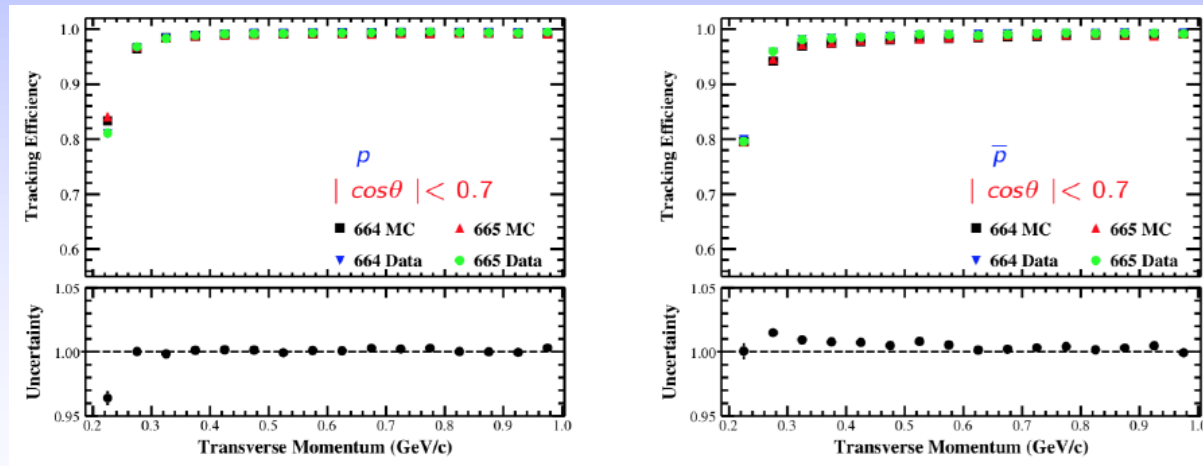 1.0
0.9
0.8
0.7
0.6
Tracking Efficiency
p
| cosθ |< 0.7
664 MC
665 MC
664 Data
665 Data
1.05
1.00
0.95
Uncertainty
0.2 0.3 0.4 0.5 0.6 0.7 0.8 0.9 1.0
Transverse Momentum (GeV/c)
1.0
0.9
0.8
0.7
0.6
Tracking Efficiency
p̅
| cosθ |< 0.7
664 MC
665 MC
664 Data
665 Data
1.05
1.00
0.95
Uncertainty
0.2 0.3 0.4 0.5 0.6 0.7 0.8 0.9 1.0
Transverse Momentum (GeV/c)